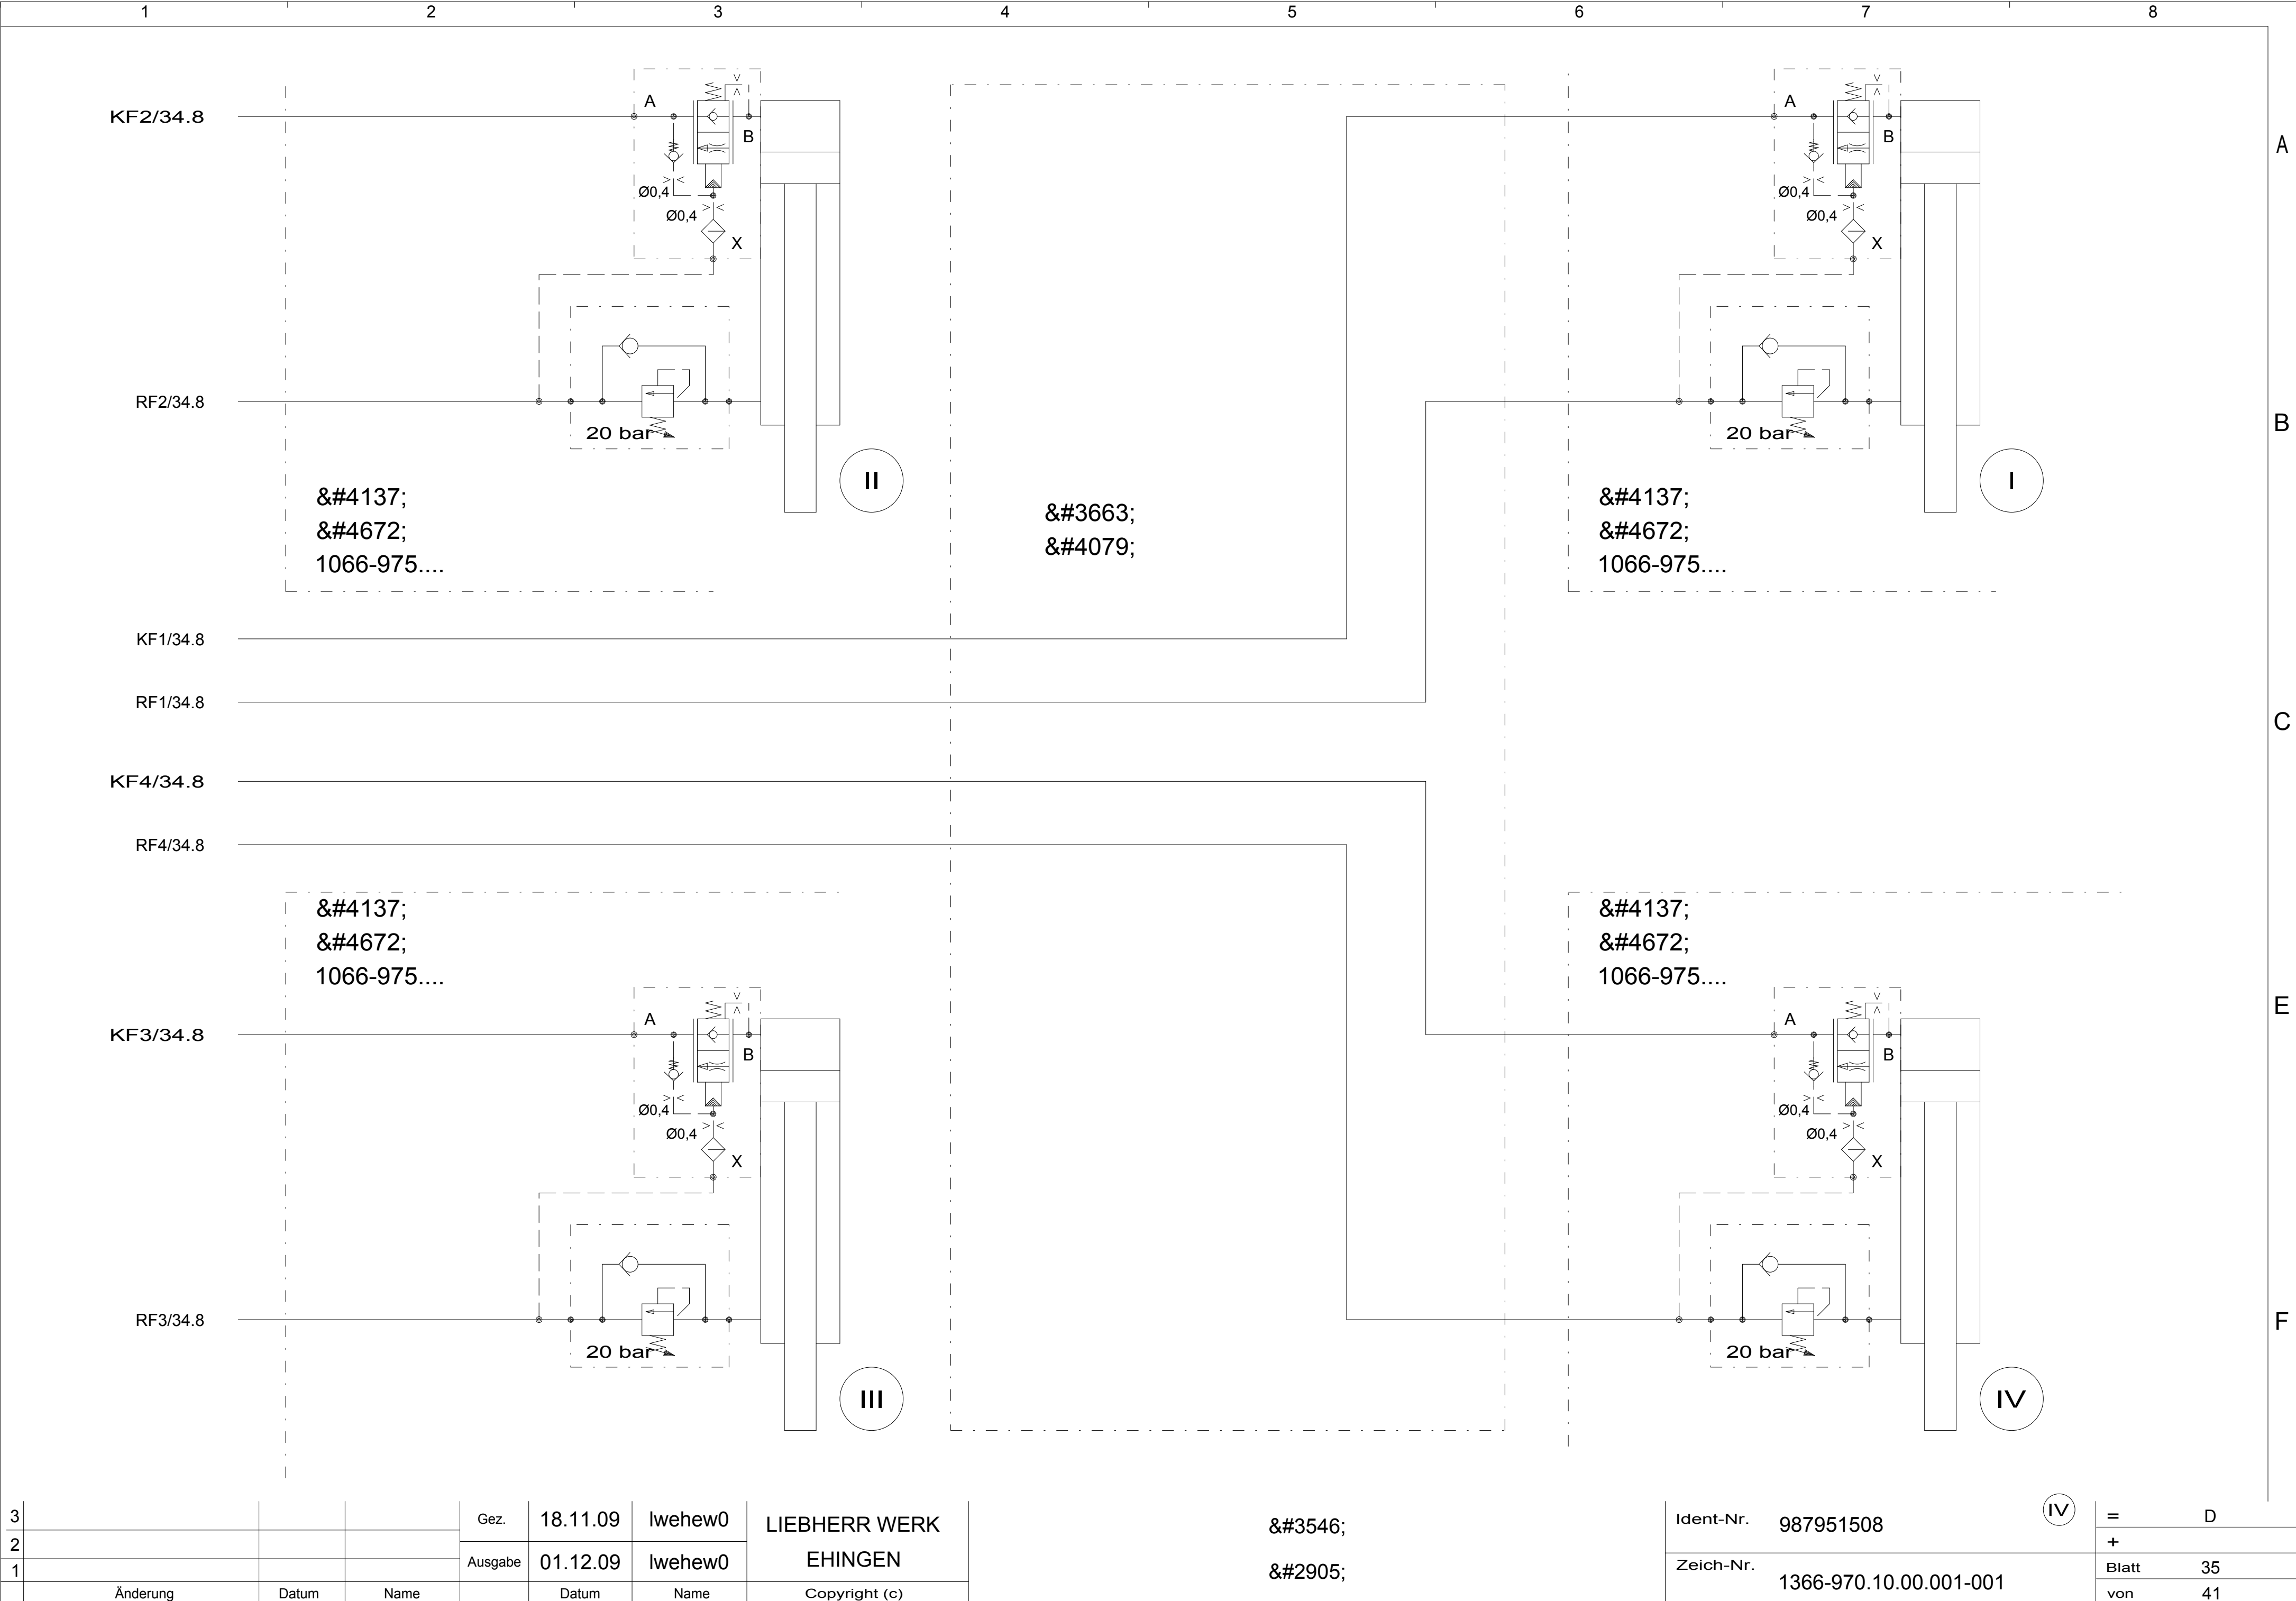 1 2 3 4 5 6 7 8
KF2/34.8
A
B
Ø0,4
Ø0,4
X
RF2/34.8
20 bar
II
&#4137;
&#4672;
1066-975....
&#3663;
&#4079;
A
B
Ø0,4
Ø0,4
X
20 bar
I
&#4137;
&#4672;
1066-975....
A
B
C
E
F
KF1/34.8
RF1/34.8
KF4/34.8
RF4/34.8
&#4137;
&#4672;
1066-975....
KF3/34.8
A
B
Ø0,4
Ø0,4
X
RF3/34.8
20 bar
III
&#4137;
&#4672;
1066-975....
A
B
Ø0,4
Ø0,4
X
20 bar
IV
3
2
1
Änderung Datum Name
Gez. 18.11.09 lwehew0
Ausgabe 01.12.09 lwehew0
Datum Name
LIEBHERR WERK
EHINGEN
Copyright (c)
&#3546;
&#2905;
Ident-Nr. 987951508
IV
Zeich-Nr.
1366-970.10.00.001-001
= D
+
Blatt 35
von 41